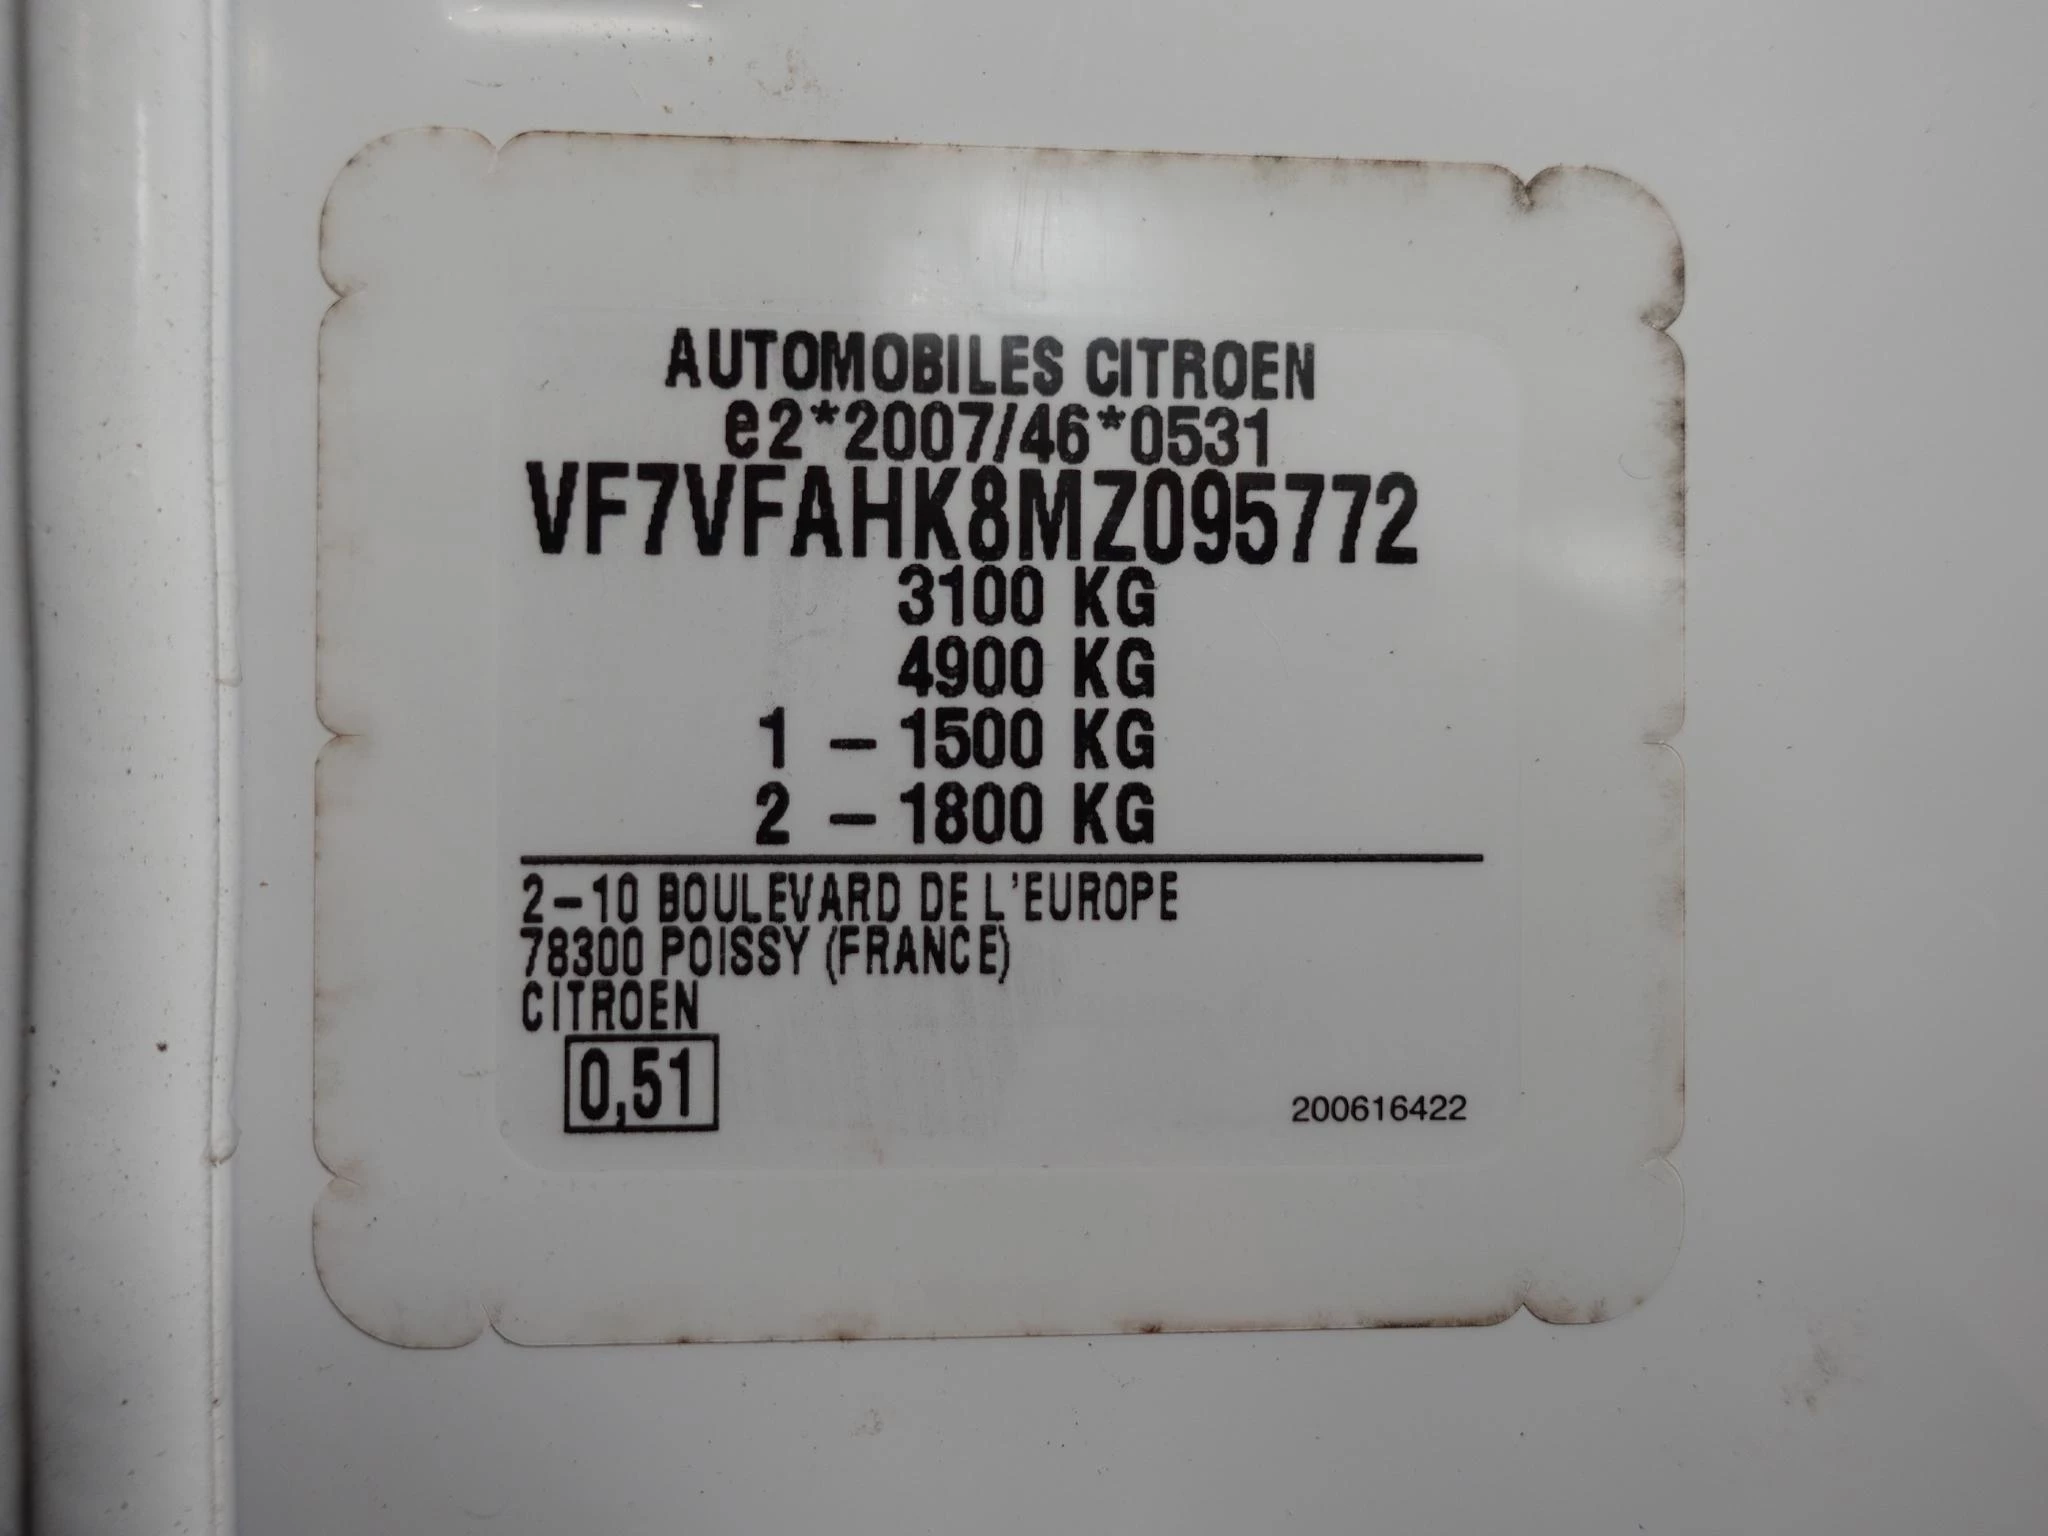 AUTOMOBILES CITROEN
e2*2007/46*0531
VF7VFAHK8MZ095772
3100 KG
4900 KG
1 - 1500 KG
2 - 1800 KG
2-10 BOULEVARD DE L'EUROPE
78300 POISSY (FRANCE)
CITROEN
0,51
200616422